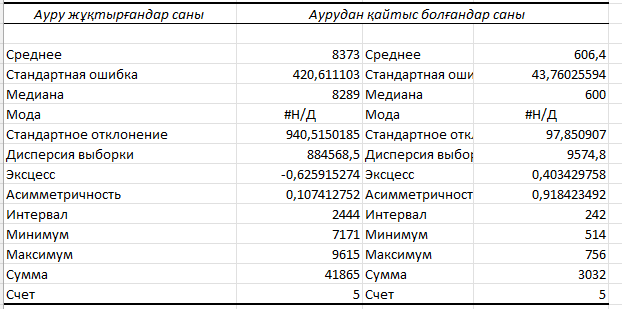 Ауру жұқтырғандар саны Аурудан қайтыс болғандар саны
Среднее 8373 Среднее 606,4
Стандартная ошибка 420,611103 Стандартная оши 43,76025594
Медиана 8289 Медиана 600
Мода #Н/Д Мода #Н/Д
Стандартное отклонение 940,5150185 Стандартное отк 97,850907
Дисперсия выборки 884568,5 Дисперсия выбор 9574,8
Эксцесс -0,625915274 Эксцесс 0,403429758
Асимметричность 0,107412752 Асимметричност 0,918423492
Интервал 2444 Интервал 242
Минимум 7171 Минимум 514
Максимум 9615 Максимум 756
Сумма 41865 Сумма 3032
Счет 5 Счет 5